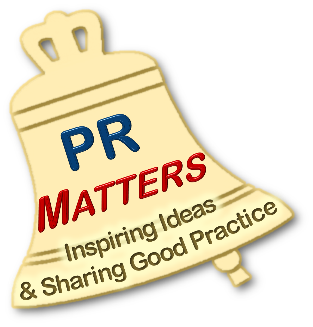 PR
MATTERS
Inspiring Ideas
& Sharing Good Practice